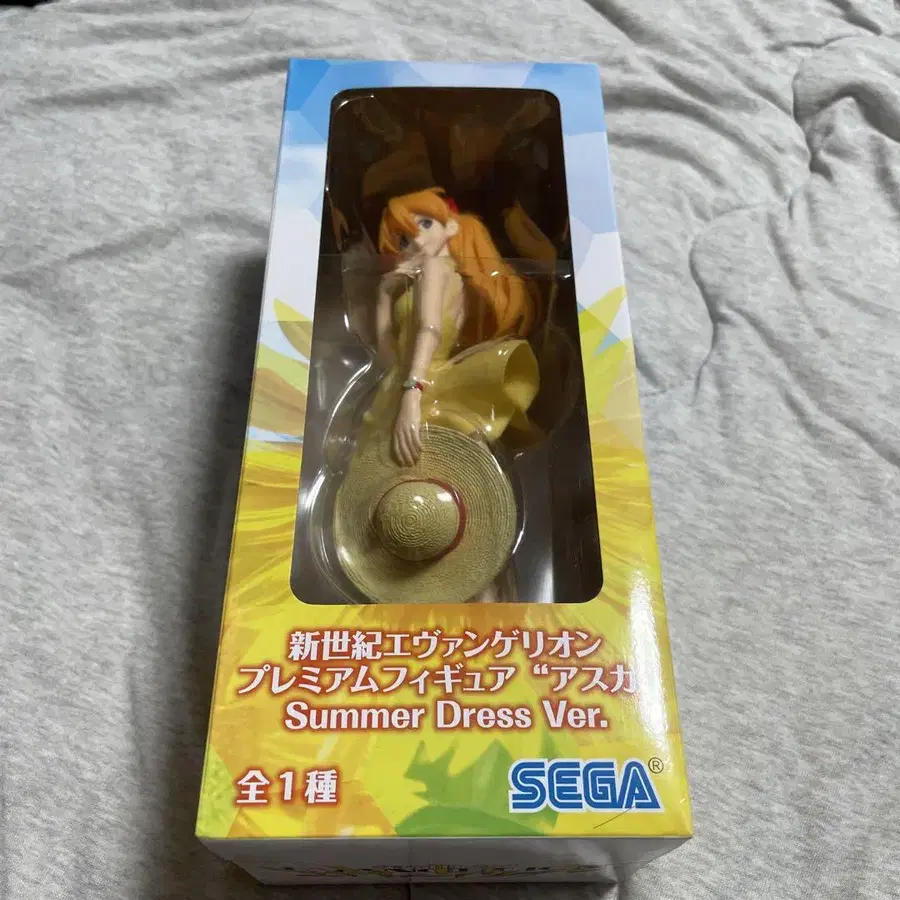 新世紀エヴァンゲリオン
プレミアムフィギュア “アスカ
Summer Dress Ver.
全1種
SEGA®